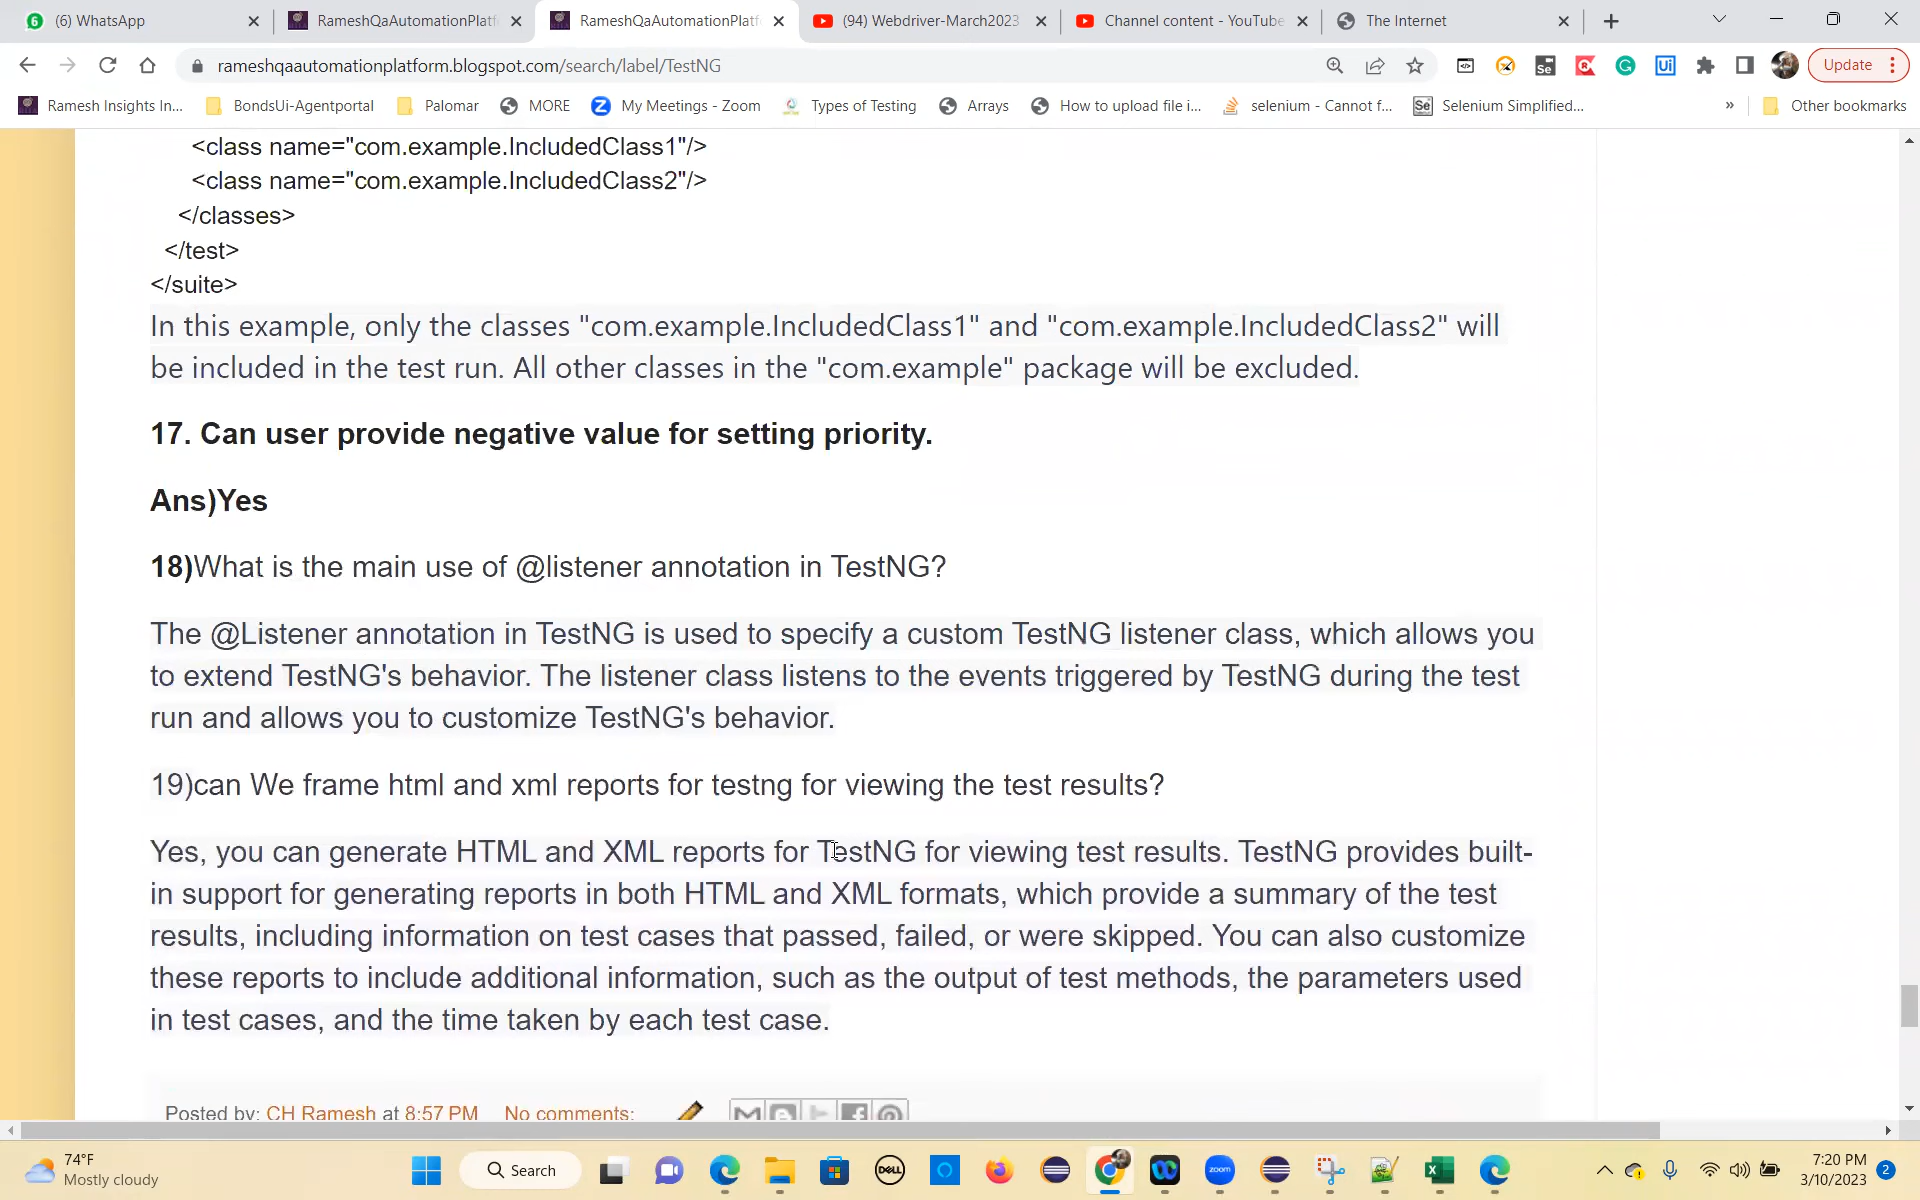 (6) WhatsApp
RameshQaAutomationPlatf
RameshQaAutomationPlatf
(94) Webdriver-March2023
Channel content - YouTube
The Internet
rameshqaautomationplatform.blogspot.com/search/label/TestNG
Update
Ramesh Insights In...
BondsUi-Agentportal
Palomar
MORE
My Meetings - Zoom
Types of Testing
Arrays
How to upload file i...
selenium - Cannot f...
Selenium Simplified...
»
Other bookmarks
<class name="com.example.IncludedClass1"/>
<class name="com.example.IncludedClass2"/>
</classes>
</test>
</suite>
In this example, only the classes "com.example.IncludedClass1" and "com.example.IncludedClass2" will
be included in the test run. All other classes in the "com.example" package will be excluded.
17. Can user provide negative value for setting priority.
Ans)Yes
18)What is the main use of @listener annotation in TestNG?
The @Listener annotation in TestNG is used to specify a custom TestNG listener class, which allows you
to extend TestNG's behavior. The listener class listens to the events triggered by TestNG during the test
run and allows you to customize TestNG's behavior.
19)can We frame html and xml reports for testng for viewing the test results?
Yes, you can generate HTML and XML reports for TestNG for viewing test results. TestNG provides built-
in support for generating reports in both HTML and XML formats, which provide a summary of the test
results, including information on test cases that passed, failed, or were skipped. You can also customize
these reports to include additional information, such as the output of test methods, the parameters used
in test cases, and the time taken by each test case.
Posted by: CH Ramesh at 8:57 PM No comments:
74°F
Mostly cloudy
Search
DELL
zoom
7:20 PM
3/10/2023
2